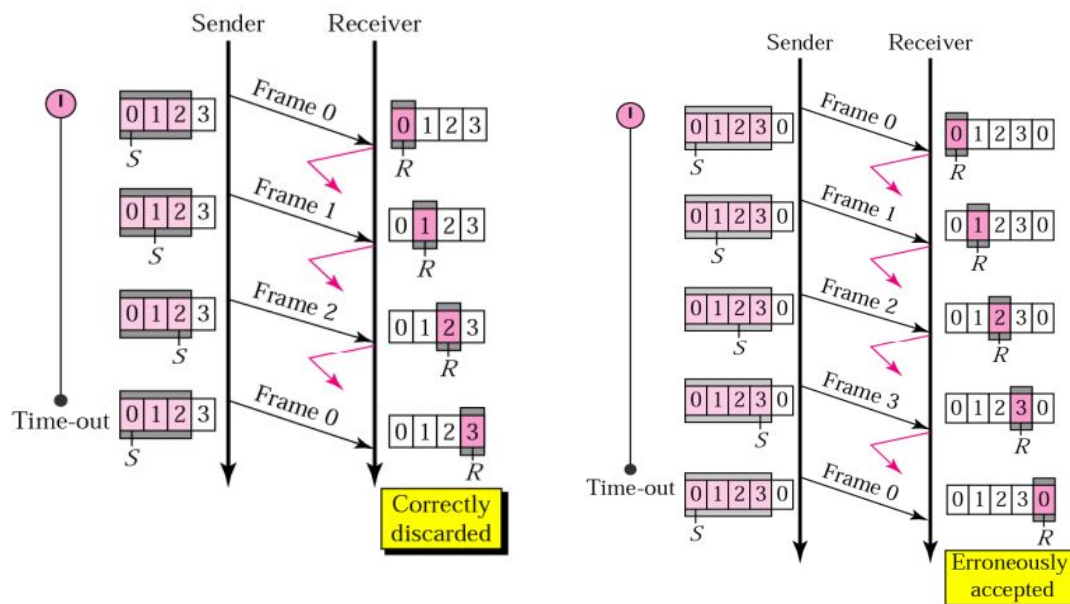 Sender Receiver
Frame 0
0 1 2 3
S
0 1 2 3
R
Frame 1
0 1 2 3
S
0 1 2 3
R
Frame 2
0 1 2 3
S
0 1 2 3
R
Time-out
Frame 0
0 1 2 3
S
0 1 2 3
R
Correctly
discarded
Sender Receiver
Frame 0
0 1 2 3 0
S
0 1 2 3 0
R
Frame 1
0 1 2 3 0
S
0 1 2 3 0
R
Frame 2
0 1 2 3 0
S
0 1 2 3 0
R
Frame 3
0 1 2 3 0
S
0 1 2 3 0
R
Time-out
Frame 0
0 1 2 3 0
S
0 1 2 3 0
R
Erroneously
accepted